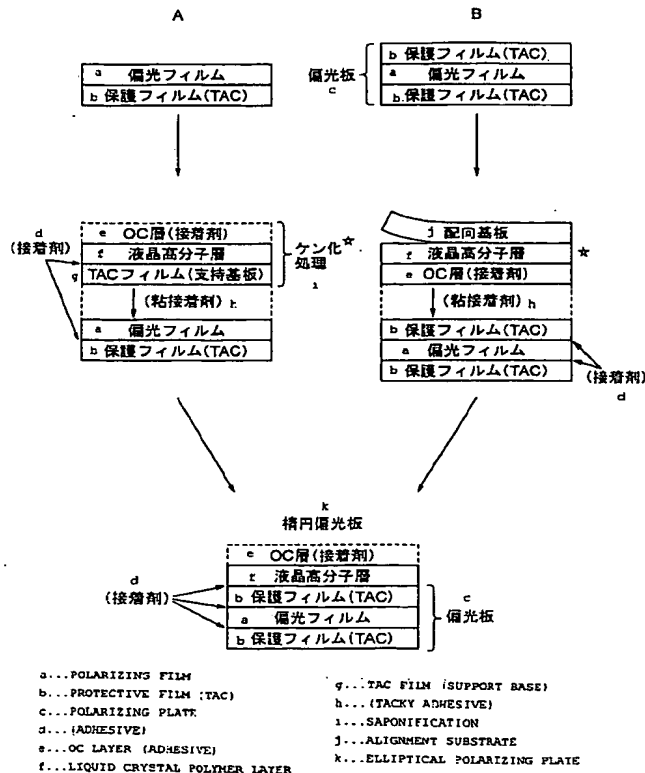 A
B
a 偏光フィルム
b 保護フィルム(TAC)
偏光板
c
b 保護フィルム(TAC)
a 偏光フィルム
b 保護フィルム(TAC)
d
(接着剤)
e OC層(接着剤)
f 液晶高分子層
g TACフィルム(支持基板)
ケン化☆
処理
i
(粘接着剤) h
a 偏光フィルム
b 保護フィルム(TAC)
j 配向基板
f 液晶高分子層
e OC層(接着剤)
☆
(粘接着剤) h
b 保護フィルム(TAC)
a 偏光フィルム
b 保護フィルム(TAC)
(接着剤)
d
k
楕円偏光板
e OC層(接着剤)
f 液晶高分子層
b 保護フィルム(TAC)
a 偏光フィルム
b 保護フィルム(TAC)
d
(接着剤)
c
偏光板
a...POLARIZING FILM
b...PROTECTIVE FILM (TAC)
c...POLARIZING PLATE
d...(ADHESIVE)
e...OC LAYER (ADHESIVE)
f...LIQUID CRYSTAL POLYMER LAYER
g...TAC FILM (SUPPORT BASE)
h...(TACKY ADHESIVE)
i...SAPONIFICATION
j...ALIGNMENT SUBSTRATE
k...ELLIPTICAL POLARIZING PLATE